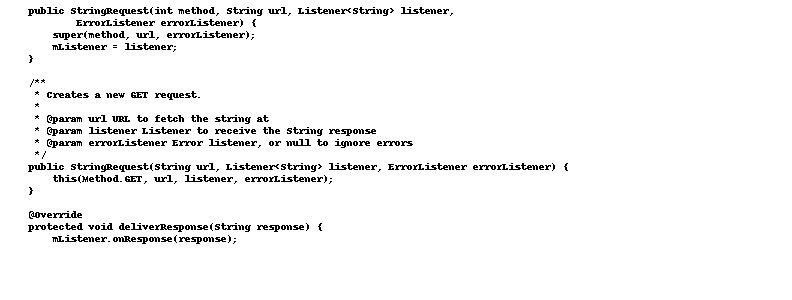 public StringRequest(int method, String url, Listener<String> listener,
ErrorListener errorListener) {
super(method, url, errorListener);
mListener = listener;
}
/**
* Creates a new GET request.
*
* @param url URL to fetch the string at
* @param listener Listener to receive the String response
* @param errorListener Error listener, or null to ignore errors
*/
public StringRequest(String url, Listener<String> listener, ErrorListener errorListener) {
this(Method.GET, url, listener, errorListener);
}
@Override
protected void deliverResponse(String response) {
mListener.onResponse(response);